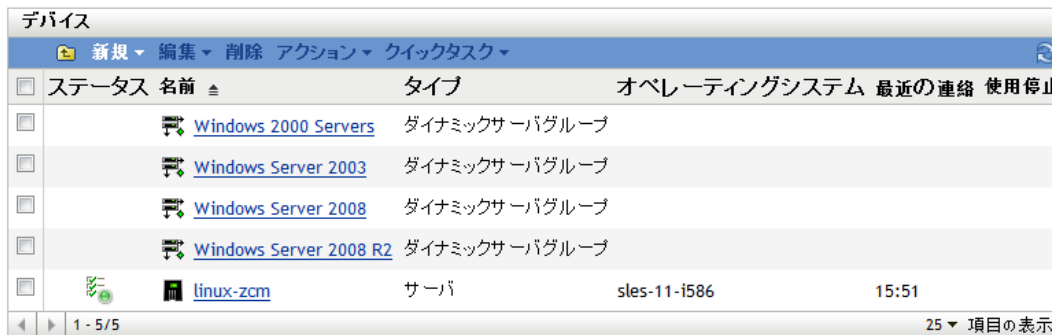 デバイス
新規 編集 削除 アクション クイックタスク
ステータス 名前 タイプ オペレーティングシステム 最近の連絡 使用停止
Windows 2000 Servers ダイナミックサーバグループ
Windows Server 2003 ダイナミックサーバグループ
Windows Server 2008 ダイナミックサーバグループ
Windows Server 2008 R2 ダイナミックサーバグループ
linux-zcm サーバ sles-11-i586 15:51
1 - 5/5 25 項目の表示